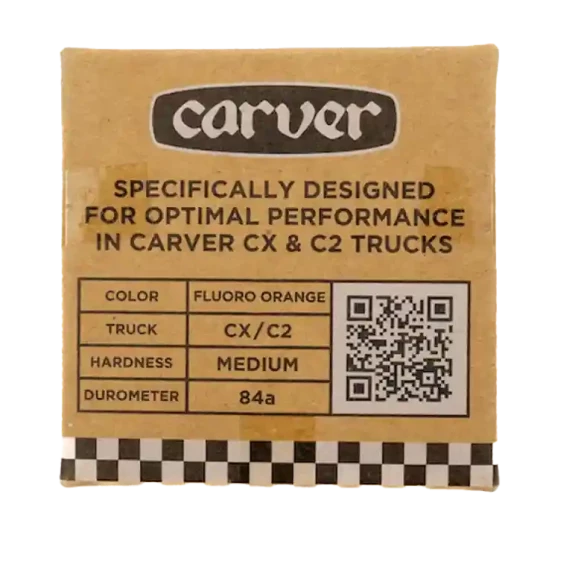 carver
SPECIFICALLY DESIGNED
FOR OPTIMAL PERFORMANCE
IN CARVER CX & C2 TRUCKS
COLOR FLUORO ORANGE
TRUCK CX/C2
HARDNESS MEDIUM
DUROMETER 84a